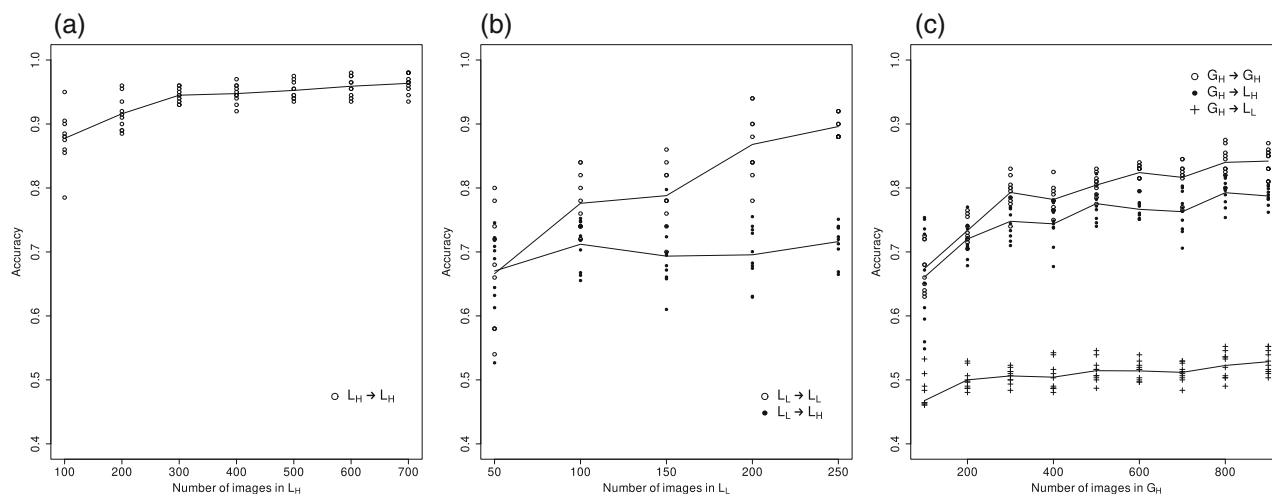 (a)
1.0
0.9
0.8
0.7
0.6
0.5
0.4
Accuracy
L_H → L_H
100 200 300 400 500 600 700
Number of images in L_H
(b)
1.0
0.9
0.8
0.7
0.6
0.5
0.4
Accuracy
L_L → L_L
L_L → L_H
50 100 150 200 250
Number of images in L_L
(c)
1.0
0.9
0.8
0.7
0.6
0.5
0.4
Accuracy
G_H → G_H
G_H → L_H
G_H → L_L
200 400 600 800
Number of images in G_H